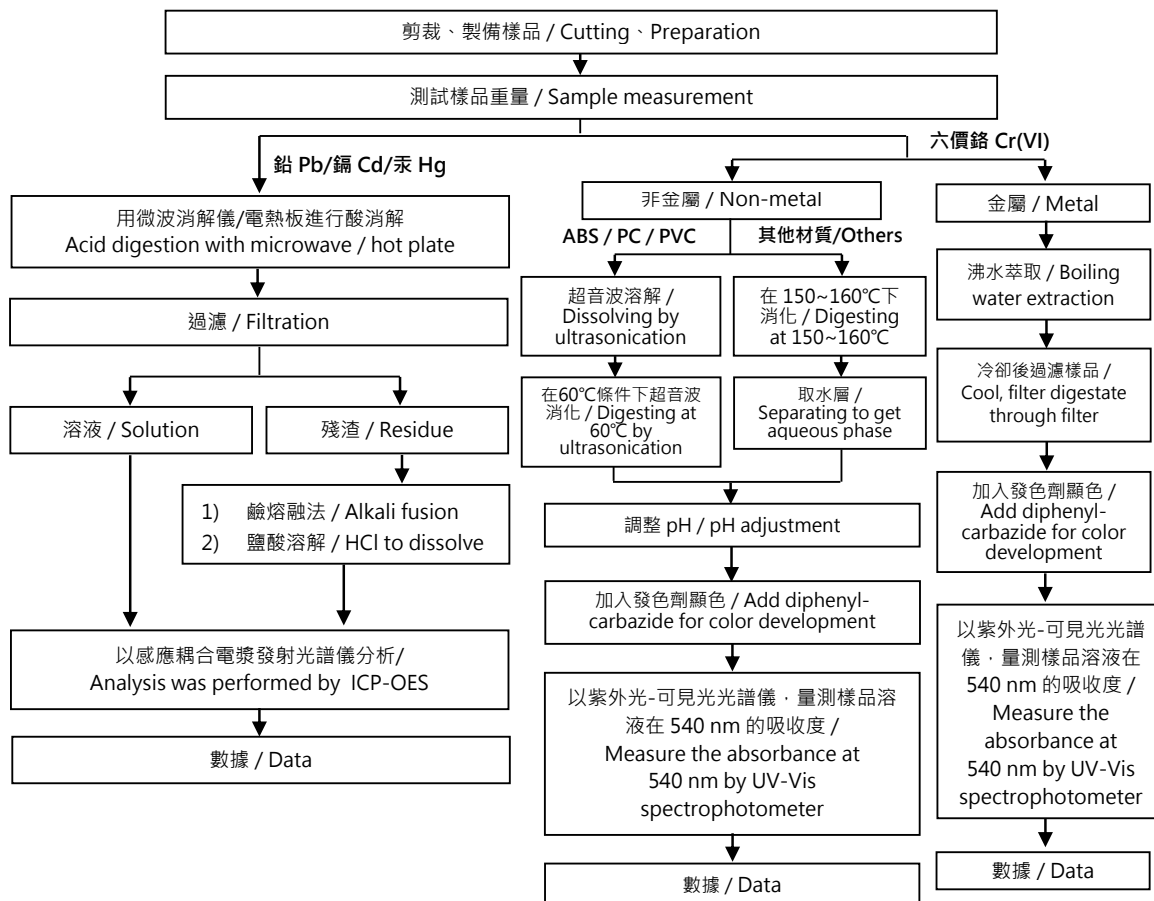 剪裁、製備樣品 / Cutting、Preparation
測試樣品重量 / Sample measurement
鉛 Pb/鎘 Cd/汞 Hg
用微波消解儀/電熱板進行酸消解
Acid digestion with microwave / hot plate
過濾 / Filtration
溶液 / Solution
殘渣 / Residue
1) 鹼熔融法 / Alkali fusion
2) 鹽酸溶解 / HCl to dissolve
以感應耦合電漿發射光譜儀分析/
Analysis was performed by ICP-OES
數據 / Data
六價鉻 Cr(VI)
非金屬 / Non-metal
ABS / PC / PVC
其他材質/Others
超音波溶解 /
Dissolving by
ultrasonication
在60℃條件下超音波
消化 / Digesting at
60℃ by
ultrasonication
在 150~160℃下
消化 / Digesting
at 150~160℃
取水層 /
Separating to get
aqueous phase
調整 pH / pH adjustment
加入發色劑顯色 / Add diphenyl-
carbazide for color development
以紫外光-可見光光譜儀，量測樣品溶
液在 540 nm 的吸收度 /
Measure the absorbance at
540 nm by UV-Vis
spectrophotometer
數據 / Data
金屬 / Metal
沸水萃取 / Boiling
water extraction
冷卻後過濾樣品 /
Cool, filter digestate
through filter
加入發色劑顯色 /
Add diphenyl-
carbazide for color
development
以紫外光-可見光光譜
儀，量測樣品溶液在
540 nm 的吸收度 /
Measure the
absorbance at
540 nm by UV-Vis
spectrophotometer
數據 / Data